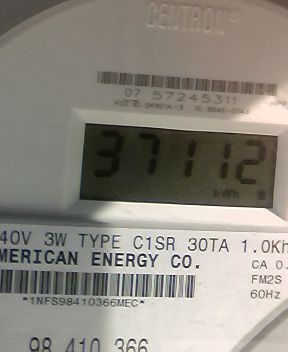 CENTRON®
07 57245311
37112
kWh
40V 3W TYPE C1SR 30TA 1.0Kh
MERICAN ENERGY CO.
CA 0.
FM2S
60Hz
*1NFS98410366MEC*
98 410 366